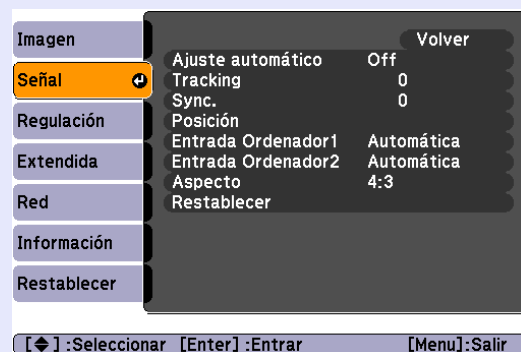 Imagen
Señal
Regulación
Extendida
Red
Información
Restablecer
Volver
Ajuste automático Off
Tracking 0
Sync. 0
Posición
Entrada Ordenador1 Automática
Entrada Ordenador2 Automática
Aspecto 4:3
Restablecer
[◆] :Seleccionar [Enter] :Entrar [Menu]:Salir